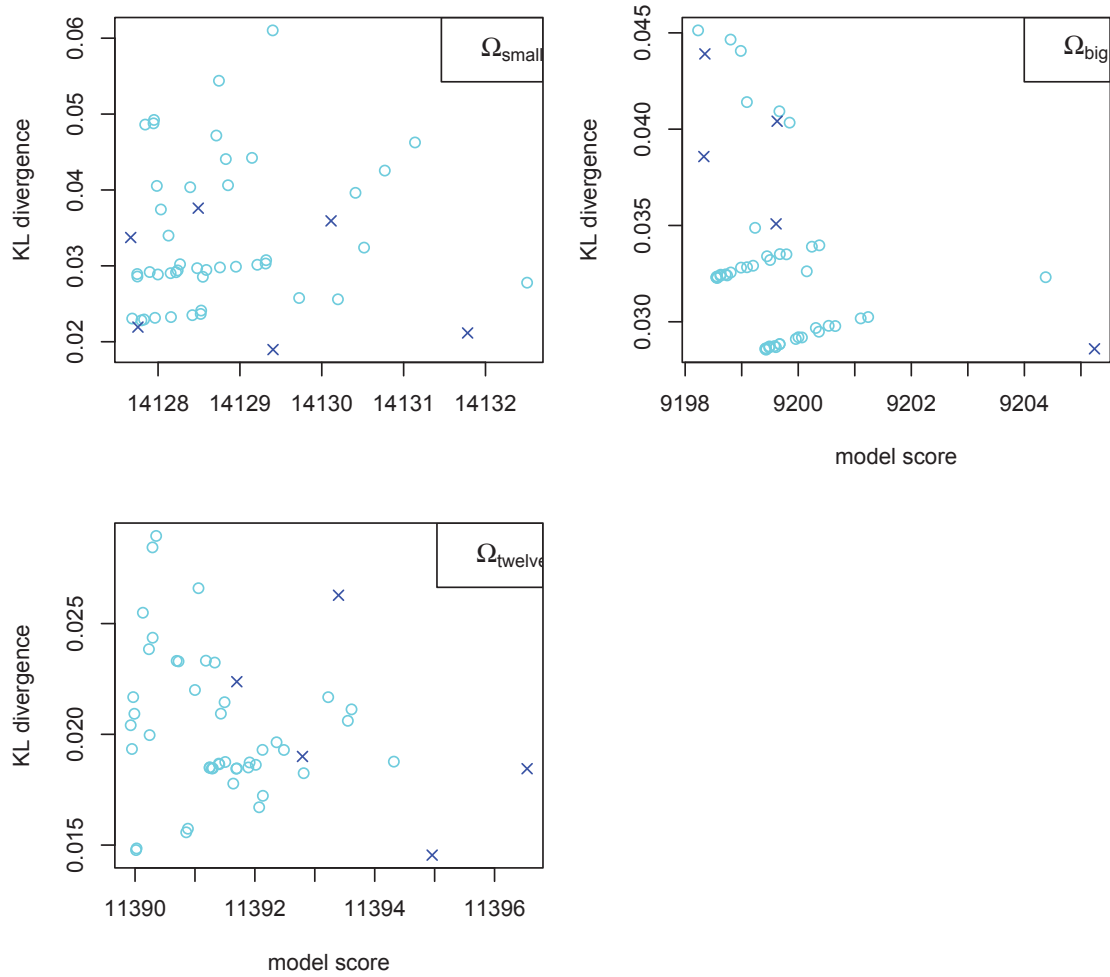 Ωsmall
KL divergence
0.02 0.03 0.04 0.05 0.06
14128 14129 14130 14131 14132
Ωbig
KL divergence
0.030 0.035 0.040 0.045
9198 9200 9202 9204
model score
Ωtwelve
KL divergence
0.015 0.020 0.025
11390 11392 11394 11396
model score